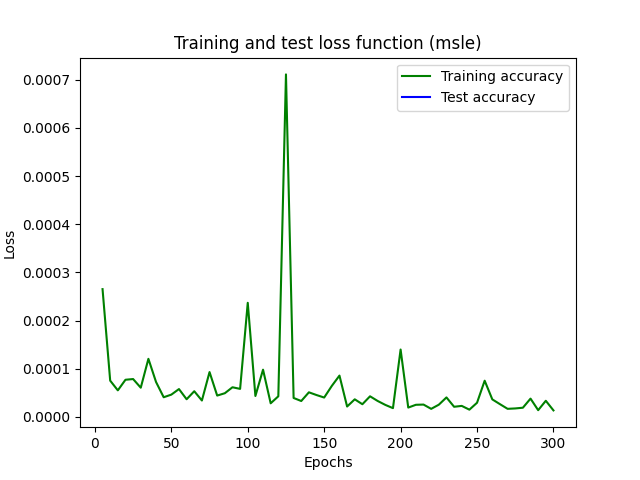 Training and test loss function (msle)
Training accuracy
Test accuracy
0.0007
0.0006
0.0005
0.0004
0.0003
0.0002
0.0001
0.0000
Loss
0 50 100 150 200 250 300
Epochs